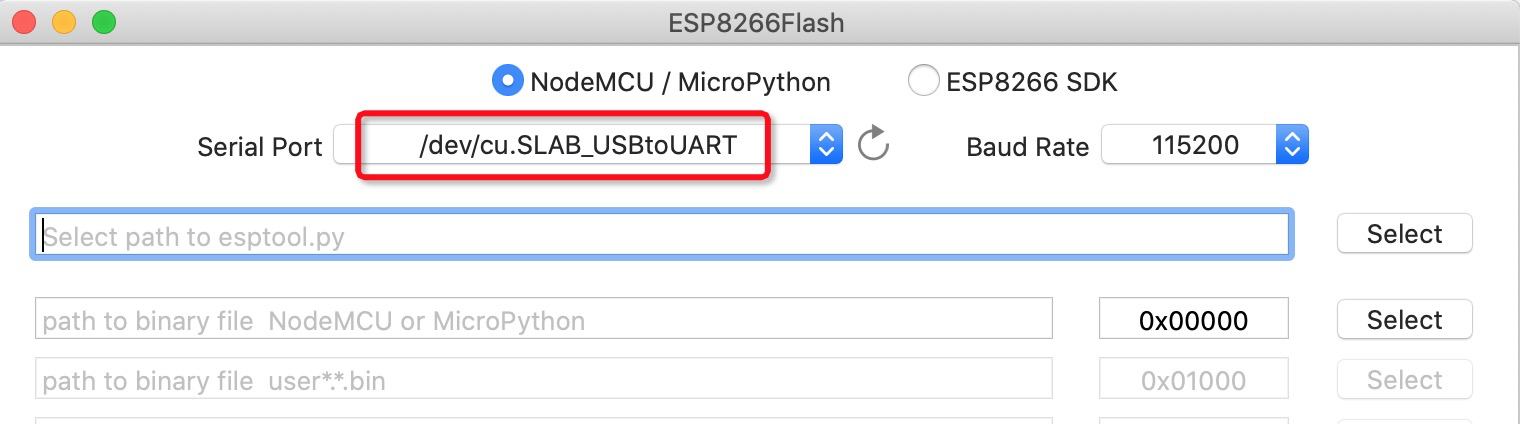 ESP8266Flash
NodeMCU / MicroPython ESP8266 SDK
Serial Port /dev/cu.SLAB_USBtoUART Baud Rate 115200
Select path to esptool.py Select
path to binary file  NodeMCU or MicroPython 0x00000 Select
path to binary file  user*.*.bin 0x01000 Select